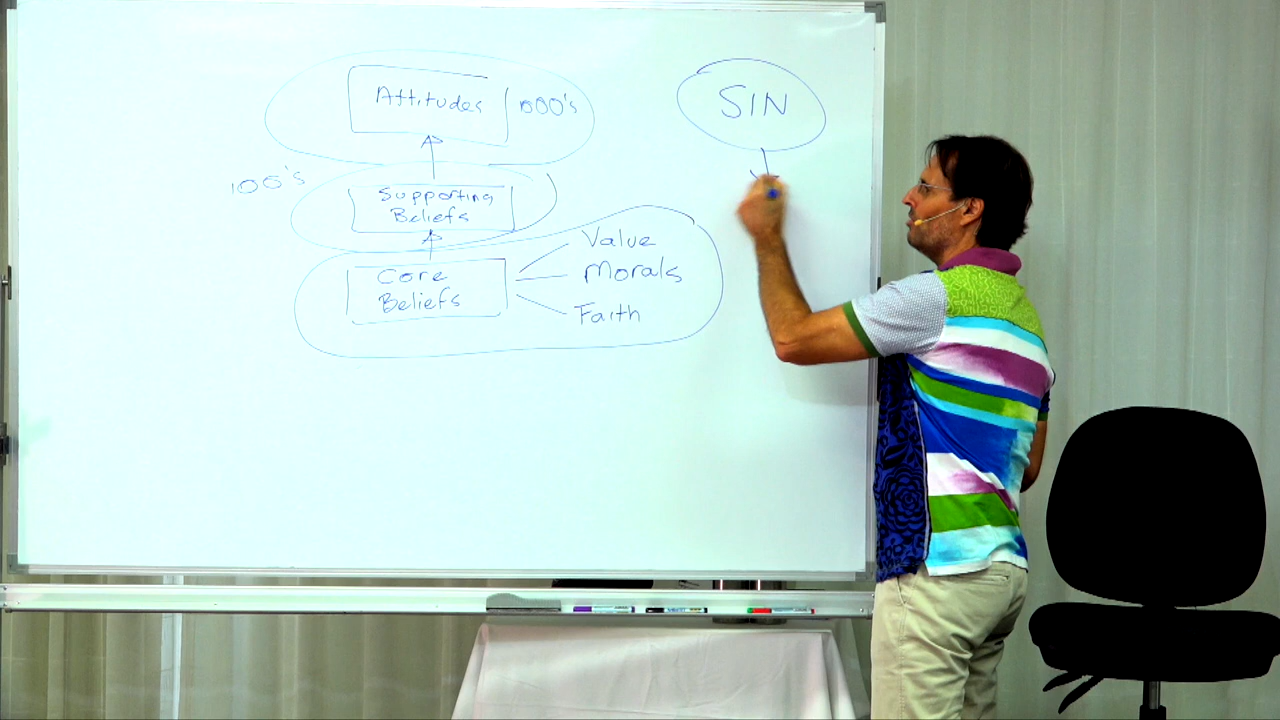 Attitudes 1000's
SIN
100's
Supporting
Beliefs
Core
Beliefs
Value
Morals
Faith